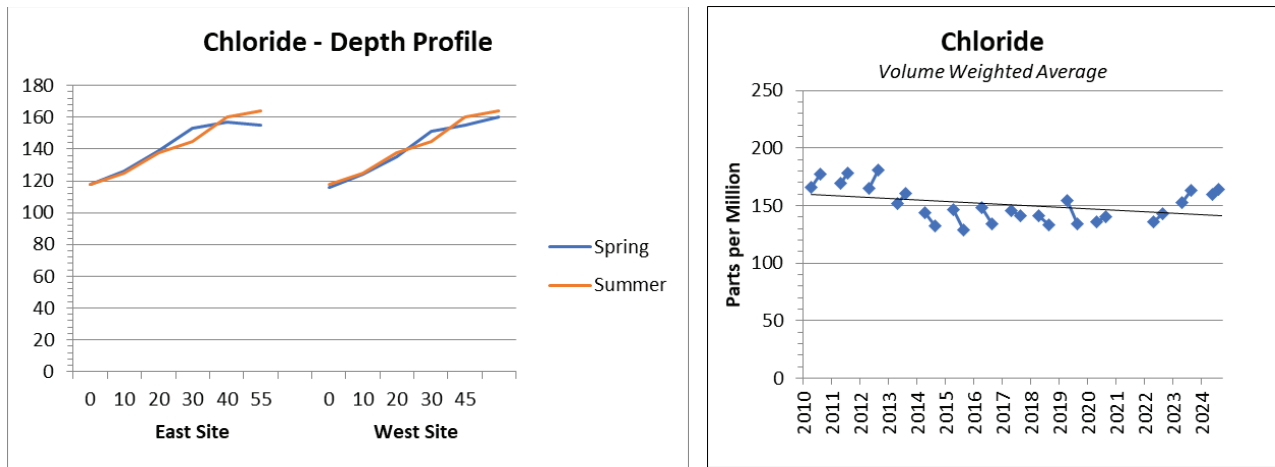 Chloride - Depth Profile
180
160
140
120
100
80
60
40
20
0
0 10 20 30 40 55 0 10 20 30 45
East Site West Site
Spring
Summer
Chloride
Volume Weighted Average
Parts per Million
250
200
150
100
50
0
2010 2011 2012 2013 2014 2015 2016 2017 2018 2019 2020 2021 2022 2023 2024